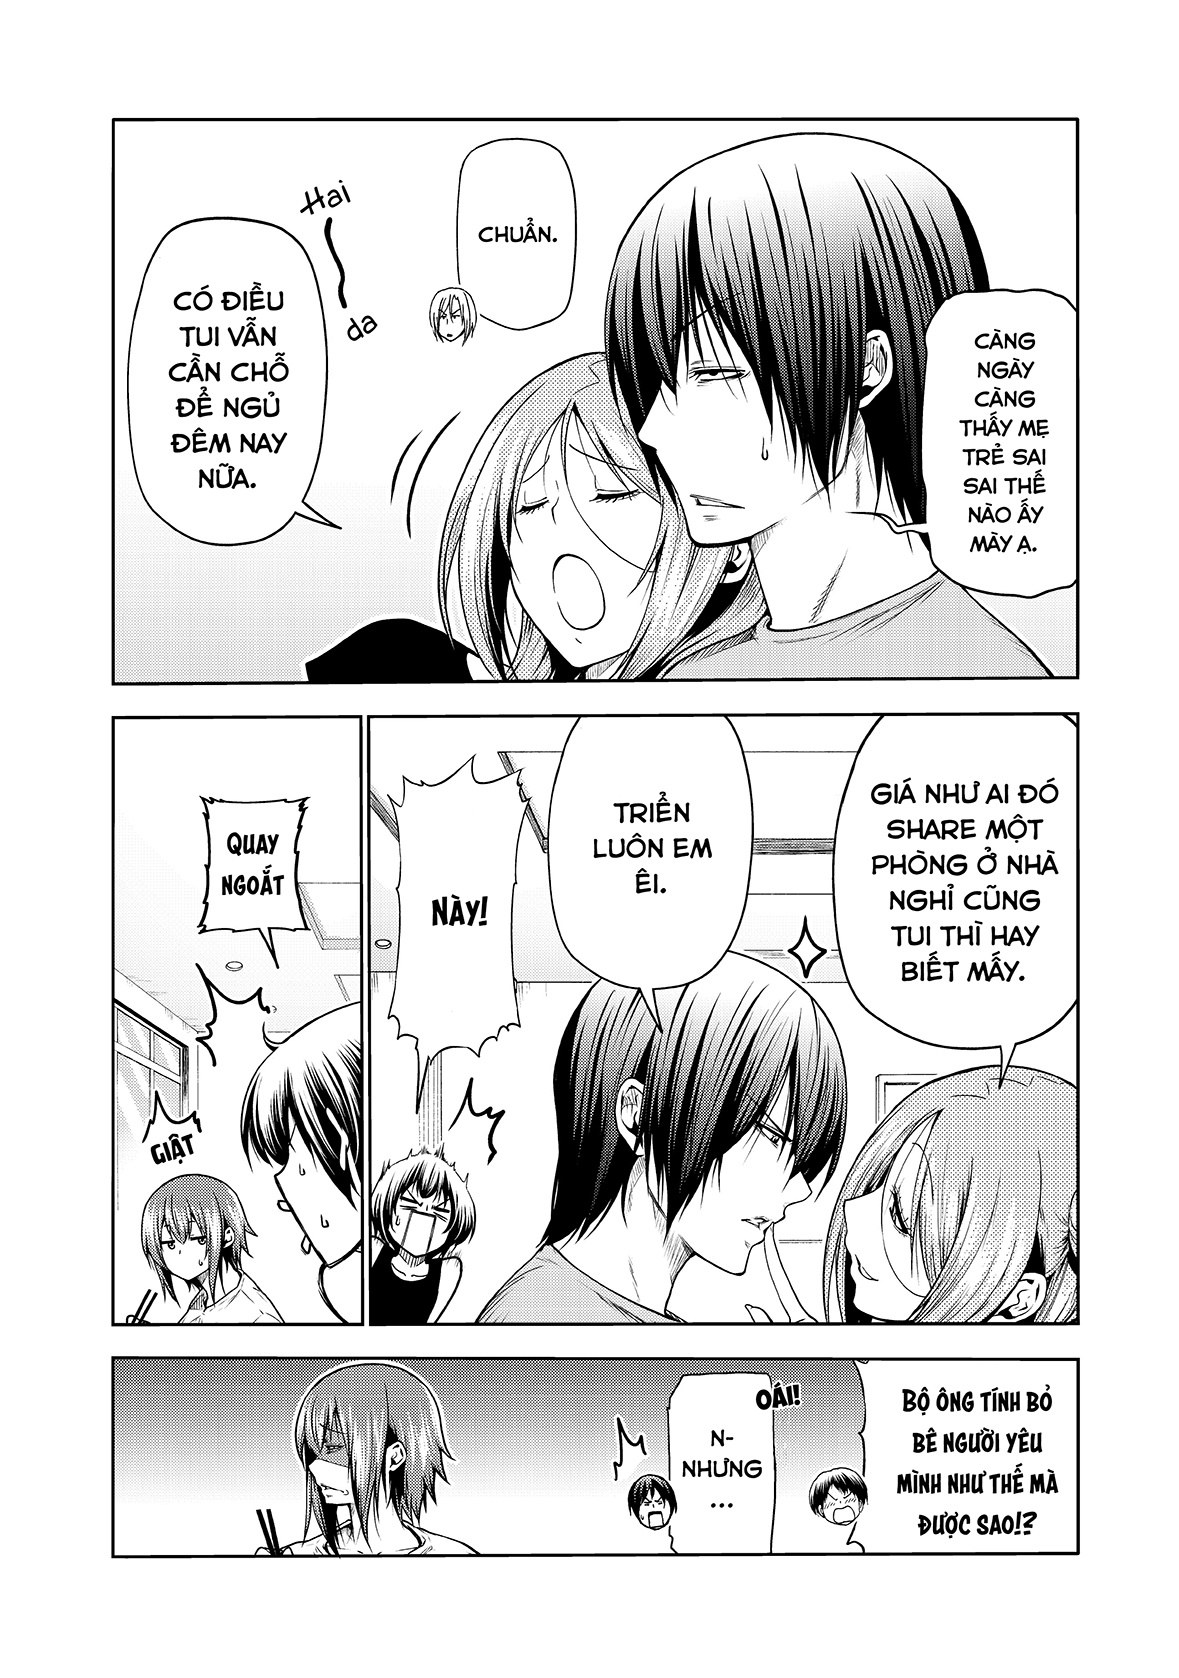 CÀNG
NGÀY
CÀNG
THẤY MẸ
TRẺ SAI
SAI THẾ
NÀO ẤY
MÀY Ạ.
CHUẨN.
Hai
da
CÓ ĐIỀU
TUI VẪN
CẦN CHỖ
ĐỂ NGỦ
ĐÊM NAY
NỮA.
GIÁ NHƯ AI ĐÓ
SHARE MỘT
PHÒNG Ở NHÀ
NGHỈ CŨNG
TUI THÌ HAY
BIẾT MẤY.
TRIỂN
LUÔN EM
ÊI.
NÀY!
QUAY
NGOẮT
GIẬT
BỘ ÔNG TÍNH BỎ
BÊ NGƯỜI YÊU
MÌNH NHƯ THẾ MÀ
ĐƯỢC SAO!?
OÁI!
N-
NHƯNG
...